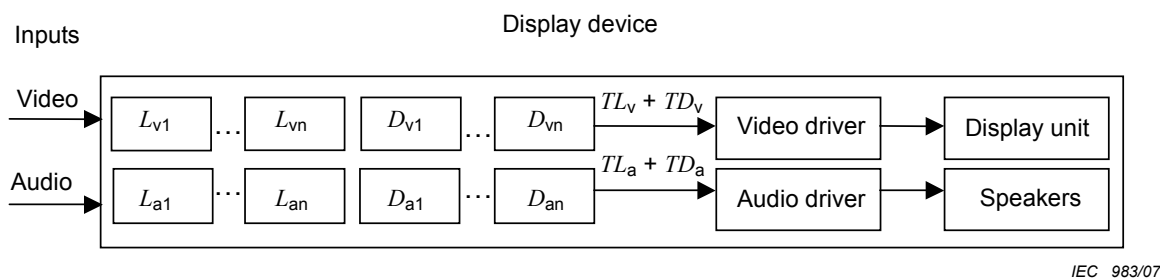 Display device
Inputs
Video
Lv1 ... Lvn Dv1 ... Dvn TLv + TDv Video driver Display unit
Audio
La1 ... Lan Da1 ... Dan TLa + TDa Audio driver Speakers
IEC 983/07